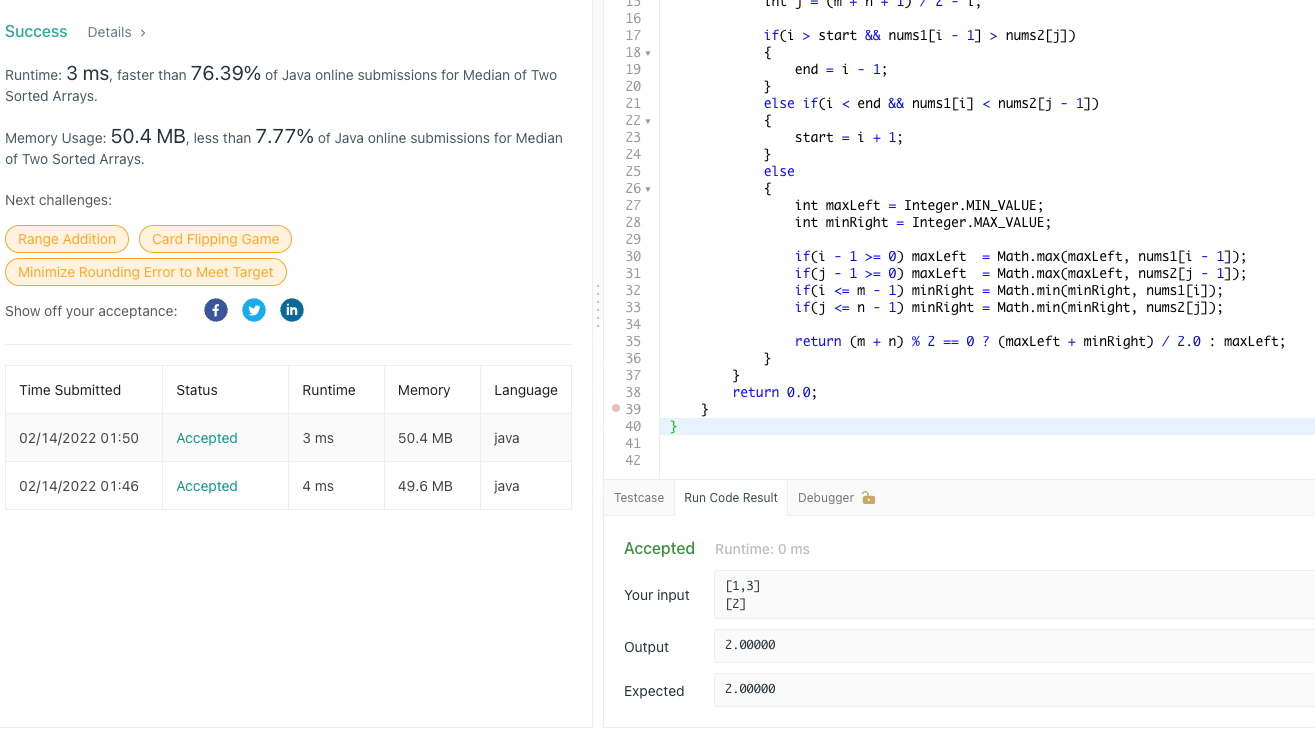 Success Details >
Runtime: 3 ms, faster than 76.39% of Java online submissions for Median of Two
Sorted Arrays.
Memory Usage: 50.4 MB, less than 7.77% of Java online submissions for Median
of Two Sorted Arrays.
Next challenges:
Range Addition Card Flipping Game
Minimize Rounding Error to Meet Target
Show off your acceptance:
Time Submitted Status Runtime Memory Language
02/14/2022 01:50 Accepted 3 ms 50.4 MB java
02/14/2022 01:46 Accepted 4 ms 49.6 MB java
15 int j = (m + n + 1) / 2 - i;
16
17 if(i > start && nums1[i - 1] > nums2[j])
18 {
19 end = i - 1;
20 }
21 else if(i < end && nums1[i] < nums2[j - 1])
22 {
23 start = i + 1;
24 }
25 else
26 {
27 int maxLeft = Integer.MIN_VALUE;
28 int minRight = Integer.MAX_VALUE;
29
30 if(i - 1 >= 0) maxLeft  = Math.max(maxLeft, nums1[i - 1]);
31 if(j - 1 >= 0) maxLeft  = Math.max(maxLeft, nums2[j - 1]);
32 if(i <= m - 1) minRight = Math.min(minRight, nums1[i]);
33 if(j <= n - 1) minRight = Math.min(minRight, nums2[j]);
34
35 return (m + n) % 2 == 0 ? (maxLeft + minRight) / 2.0 : maxLeft;
36 }
37 }
38 return 0.0;
39 }
40 }
41
42
Testcase Run Code Result Debugger
Accepted Runtime: 0 ms
Your input
[1,3]
[2]
Output 2.00000
Expected 2.00000